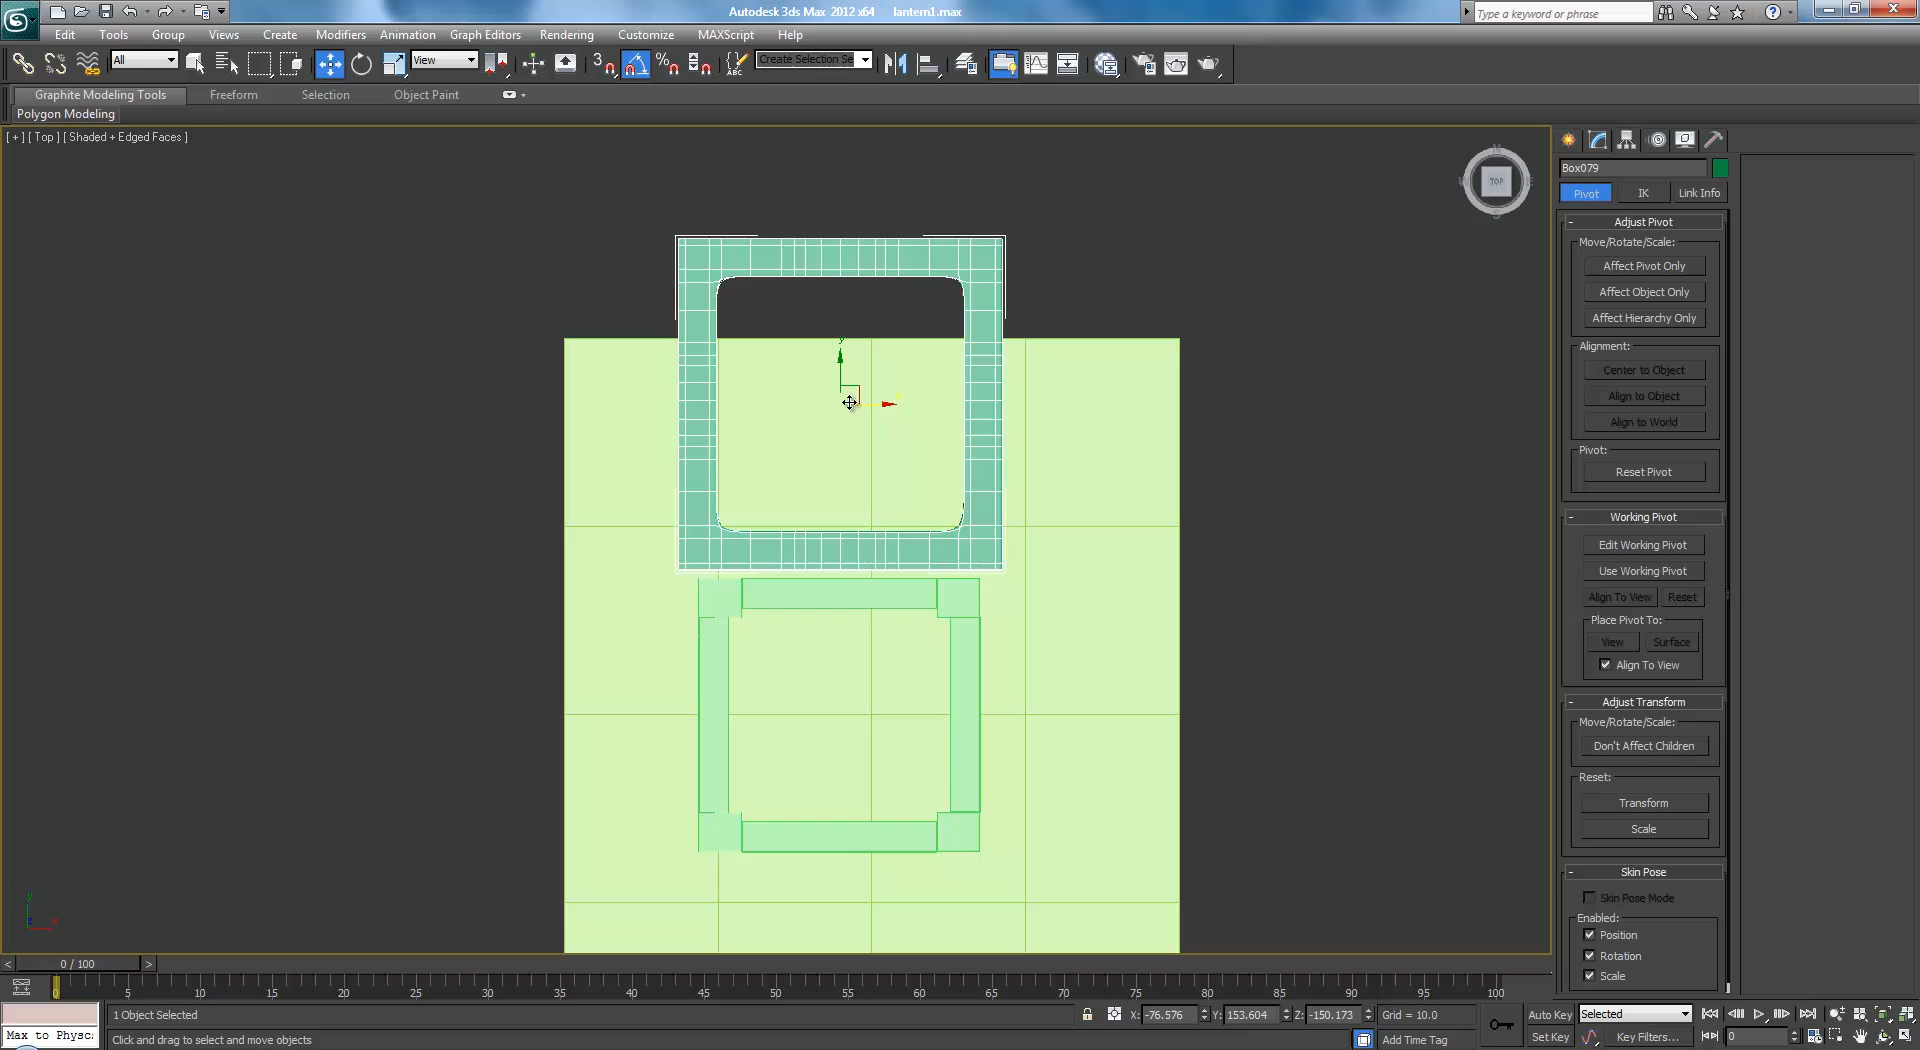 Autodesk 3ds Max 2012 x64 lantern1.max
Type a keyword or phrase
Edit Tools Group Views Create Modifiers Animation Graph Editors Rendering Customize MAXScript Help
All View Create Selection Se
Graphite Modeling Tools Freeform Selection Object Paint
Polygon Modeling
[ + ] [ Top ] [ Shaded + Edged Faces ]
N
TOP
S
y
Box079
Pivot IK Link Info
- Adjust Pivot
Move/Rotate/Scale:
Affect Pivot Only
Affect Object Only
Affect Hierarchy Only
Alignment:
Center to Object
Align to Object
Align to World
Pivot:
Reset Pivot
- Working Pivot
Edit Working Pivot
Use Working Pivot
Align To View Reset
Place Pivot To:
View Surface
Align To View
- Adjust Transform
Move/Rotate/Scale:
Don't Affect Children
Reset:
Transform
Scale
- Skin Pose
Skin Pose Mode
Enabled:
Position
Rotation
Scale
y
z x
< 0 / 100 >
0 5 10 15 20 25 30 35 40 45 50 55 60 65 70 75 80 85 90 95 100
1 Object Selected X: -76.576 Y: 153.604 Z: -150.173 Grid = 10.0 Auto Key Selected
Max to Physc: Click and drag to select and move objects Add Time Tag Set Key Key Filters... 0